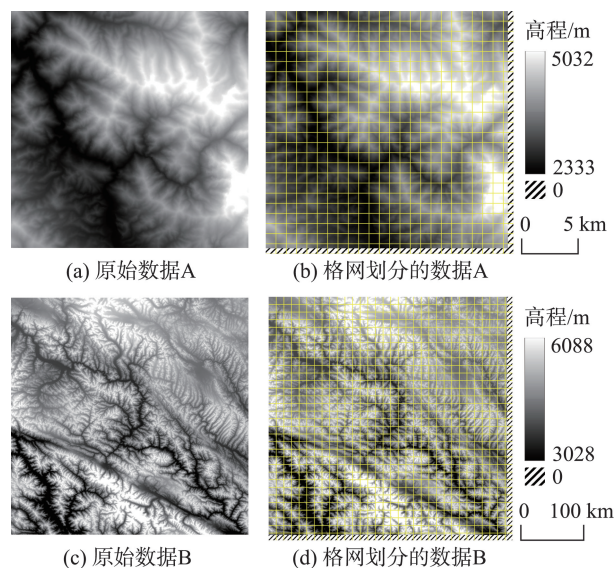 高程/m
5032
2333
0
0 5 km
(a) 原始数据A
(b) 格网划分的数据A
高程/m
6088
3028
0
0 100 km
(c) 原始数据B
(d) 格网划分的数据B